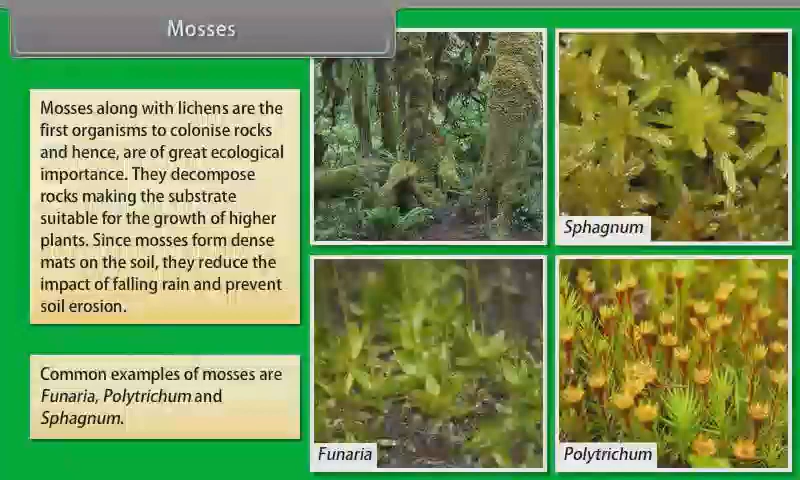 Mosses
Mosses along with lichens are the
first organisms to colonise rocks
and hence, are of great ecological
importance. They decompose
rocks making the substrate
suitable for the growth of higher
plants. Since mosses form dense
mats on the soil, they reduce the
impact of falling rain and prevent
soil erosion.
Common examples of mosses are
Funaria, Polytrichum and
Sphagnum.
Sphagnum
Funaria
Polytrichum